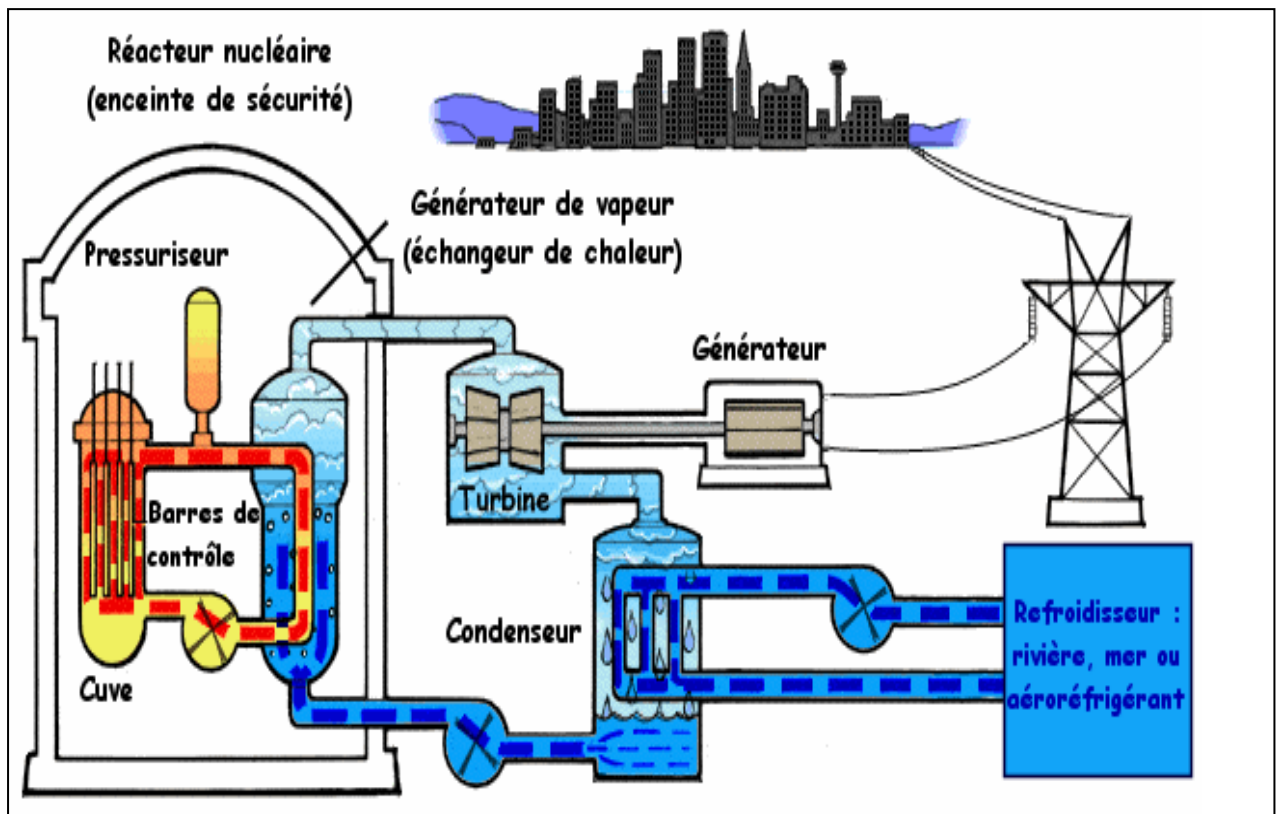 Réacteur nucléaire
(enceinte de sécurité)
Générateur de vapeur
(échangeur de chaleur)
Pressuriseur
Générateur
Barres de
contrôle
Turbine
Condenseur
Refroidisseur :
rivière, mer ou
aéroréfrigérant
Cuve